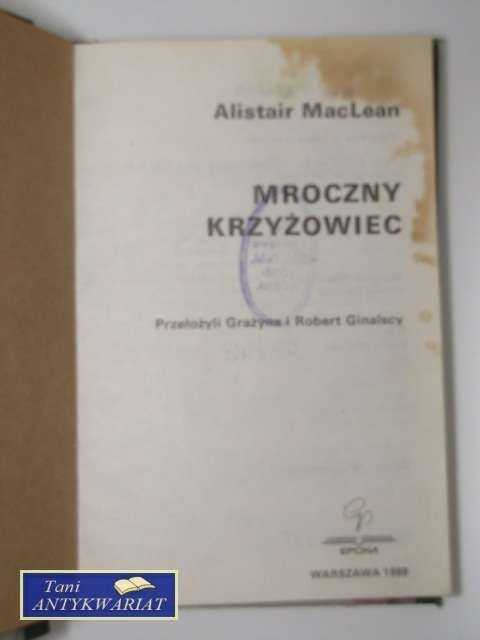 Alistair MacLean
MROCZNY
KRZYŻOWIEC
Przełożyli Grażyna i Robert Ginalscy
EPOKA
WARSZAWA 1989
Tani
ANTYKWARIAT